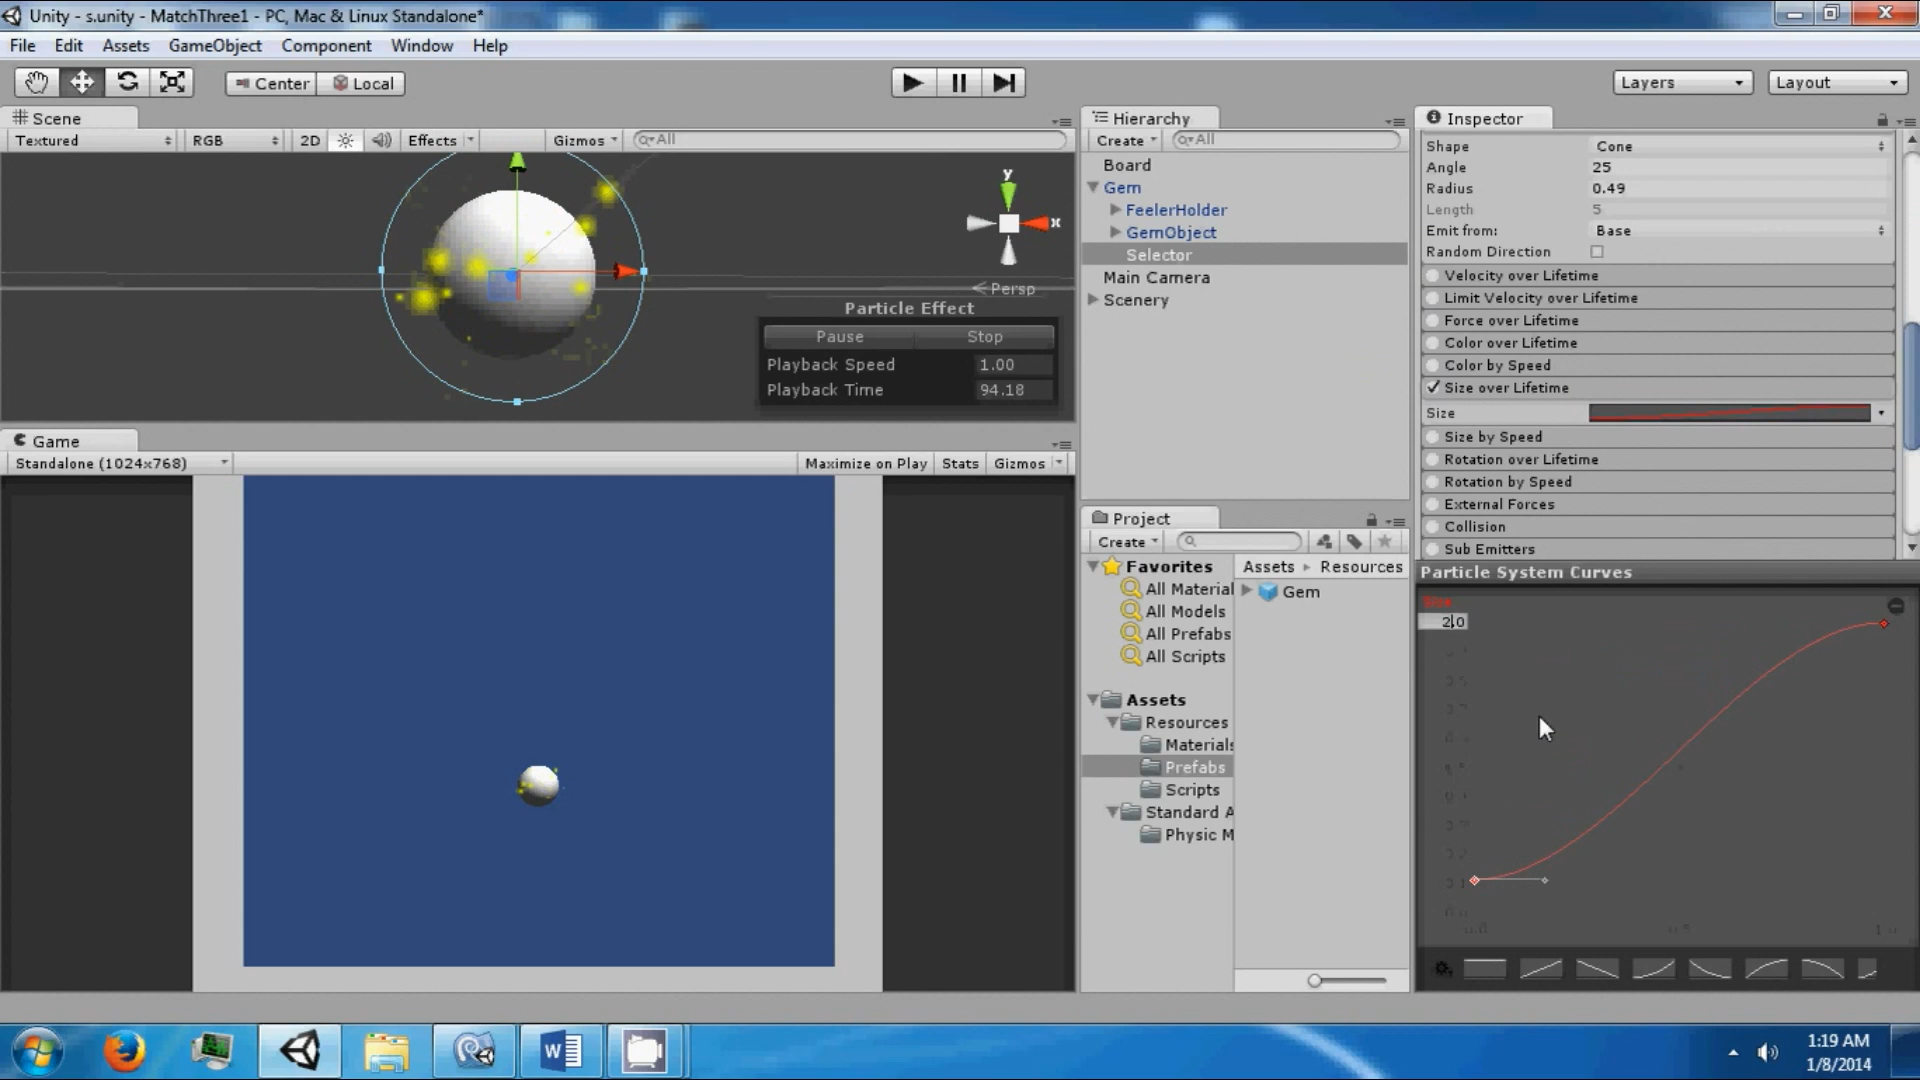 Unity - s.unity - MatchThree1 - PC, Mac & Linux Standalone*
File Edit Assets GameObject Component Window Help
Center Local
Layers Layout
Scene
Textured RGB 2D Effects Gizmos All
y
x
Persp
Particle Effect
Pause Stop
Playback Speed 1.00
Playback Time 94.18
Game
Standalone (1024x768) Maximize on Play Stats Gizmos
Hierarchy
Create All
Board
Gem
FeelerHolder
GemObject
Selector
Main Camera
Scenery
Project
Create
Favorites
All Material
All Models
All Prefabs
All Scripts
Assets
Resources
Materials
Prefabs
Scripts
Standard A
Physic M
Assets Resources
Gem
Inspector
Shape Cone
Angle 25
Radius 0.49
Length 5
Emit from: Base
Random Direction
Velocity over Lifetime
Limit Velocity over Lifetime
Force over Lifetime
Color over Lifetime
Color by Speed
Size over Lifetime
Size
Size by Speed
Rotation over Lifetime
Rotation by Speed
External Forces
Collision
Sub Emitters
Particle System Curves
Size
2.0
1:19 AM
1/8/2014